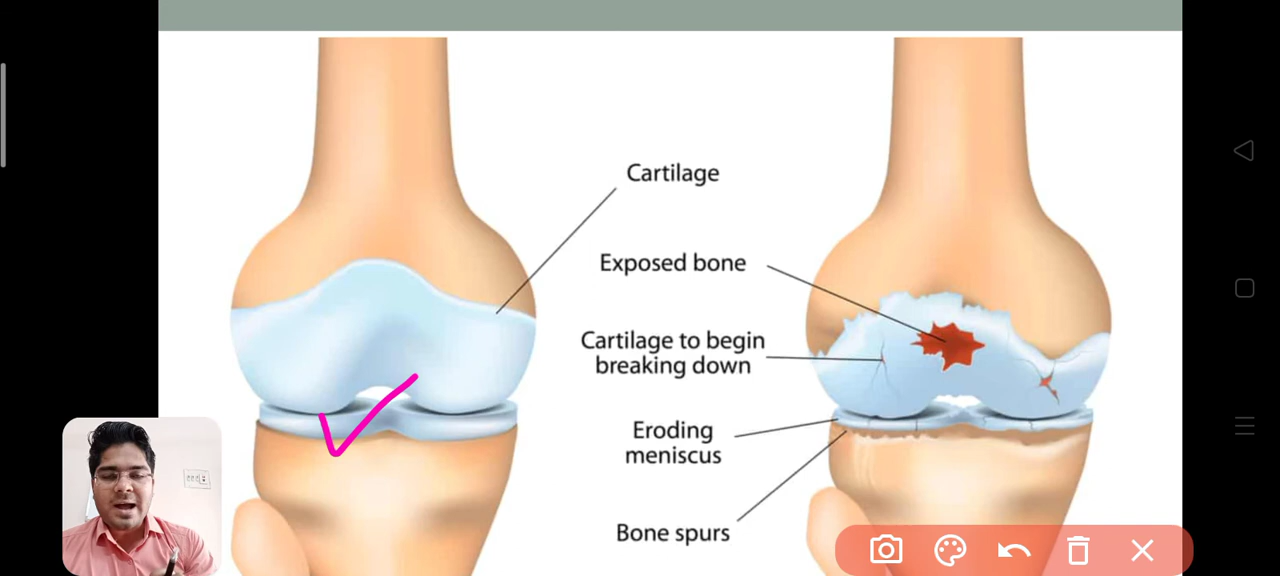 Cartilage
Exposed bone
Cartilage to begin
breaking down
Eroding
meniscus
Bone spurs